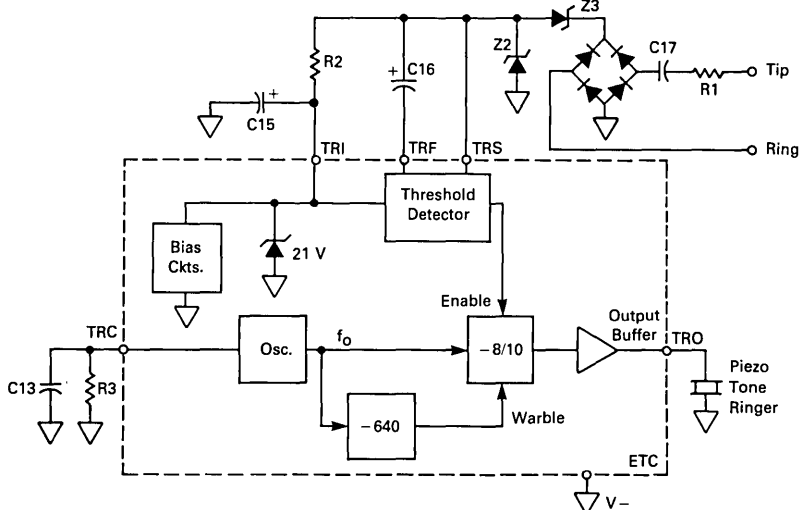 Z3
R2
+
C16
Z2
C17
R1
Tip
+
C15
Ring
TRI
TRF
TRS
Threshold
Detector
Bias
Ckts.
21 V
Enable
Output
Buffer
TRC
TRO
Osc.
fo
−8/10
C13
R3
Piezo
Tone
Ringer
−640
Warble
ETC
V−